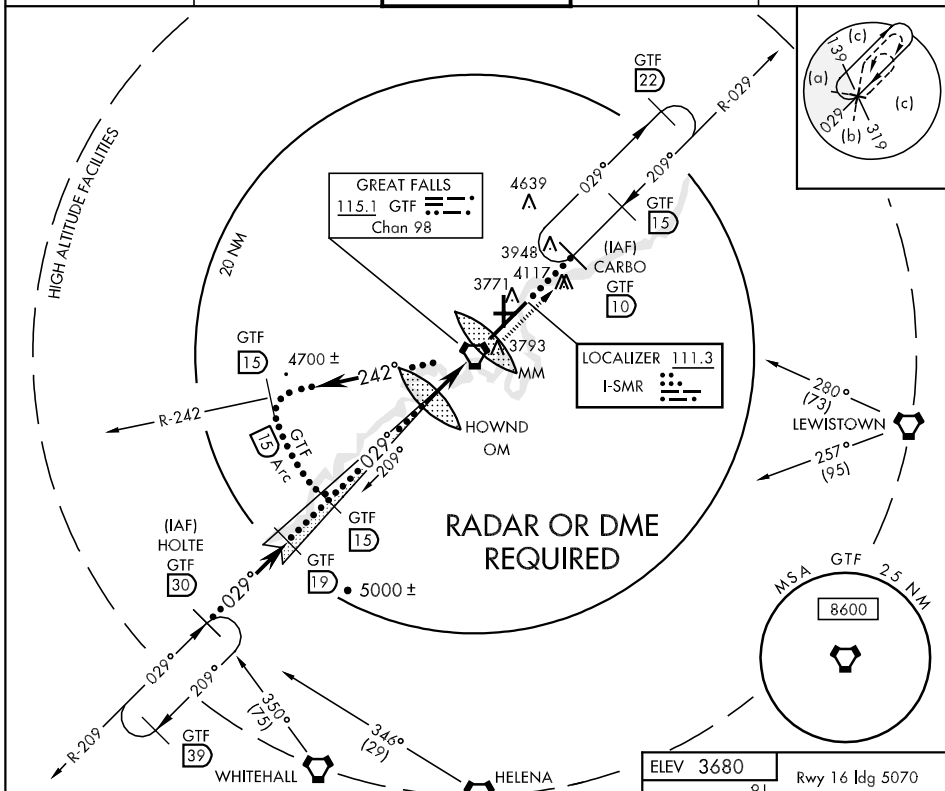 HIGH ALTITUDE FACILITIES
20 NM
GREAT FALLS
115.1 GTF
Chan 98
GTF
22
R-029
029°
209°
GTF
15
4639
3948
4117
3771
3793
(IAF)
CARBO
GTF
10
MM
LOCALIZER 111.3
I-SMR
139
(c)
(a)
(c)
029
(b)
319
GTF
15
4700 ±
242°
R-242
15
GTF
Arc
029°
209°
HOWND
OM
280°
(73)
LEWISTOWN
257°
(95)
RADAR OR DME
REQUIRED
(IAF)
HOLTE
GTF
30
029°
GTF
15
GTF
19
5000 ±
MSA GTF 25 NM
8600
029°
209°
R-209
GTF
39
350°
(75)
346°
(29)
WHITEHALL
HELENA
ELEV 3680
Rwy 16 ldg 5070